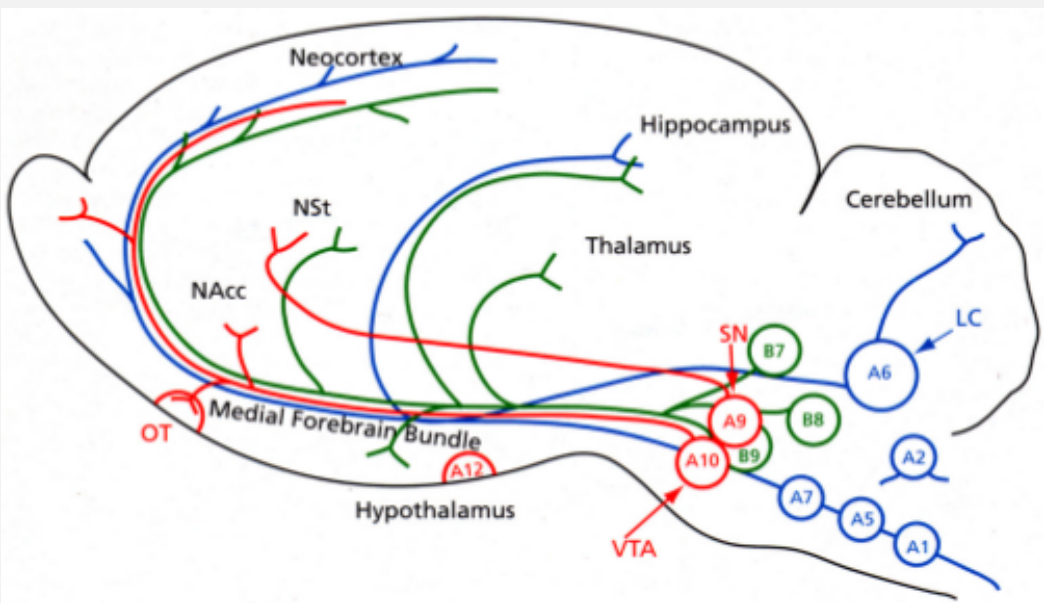 Neocortex
Hippocampus
Cerebellum
NSt
Thalamus
NAcc
LC
SN
B7
A6
Medial Forebrain Bundle
OT
A9
B8
A10
B9
A2
A12
A7
Hypothalamus
A5
A1
VTA